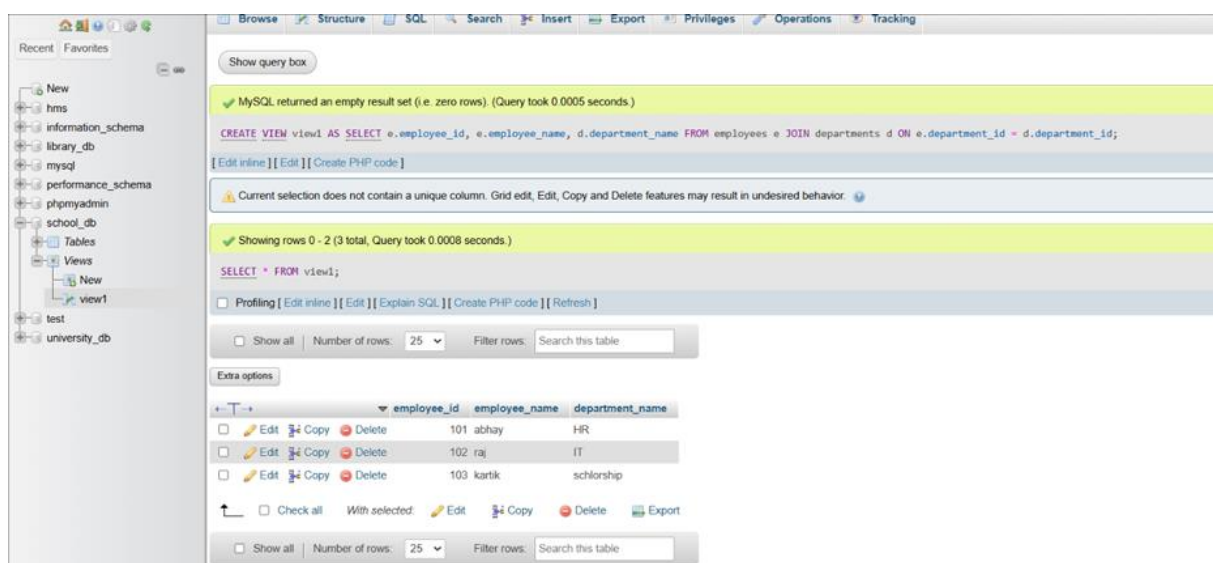 Browse Structure SQL Search Insert Export Privileges Operations Tracking
Recent Favorites
New
hms
information_schema
library_db
mysql
performance_schema
phpmyadmin
school_db
Tables
Views
New
view1
test
university_db
Show query box
MySQL returned an empty result set (i.e. zero rows). (Query took 0.0005 seconds.)
CREATE VIEW view1 AS SELECT e.employee_id, e.employee_name, d.department_name FROM employees e JOIN departments d ON e.department_id = d.department_id;
[ Edit inline ] [ Edit ] [ Create PHP code ]
Current selection does not contain a unique column. Grid edit, Edit, Copy and Delete features may result in undesired behavior.
Showing rows 0 - 2 (3 total, Query took 0.0008 seconds.)
SELECT * FROM view1;
Profiling [ Edit inline ] [ Edit ] [ Explain SQL ] [ Create PHP code ] [ Refresh ]
Show all | Number of rows: 25 Filter rows: Search this table
Extra options
←T→ employee_id employee_name department_name
Edit Copy Delete 101 abhay HR
Edit Copy Delete 102 raj IT
Edit Copy Delete 103 kartik schlorship
Check all With selected: Edit Copy Delete Export
Show all | Number of rows: 25 Filter rows: Search this table